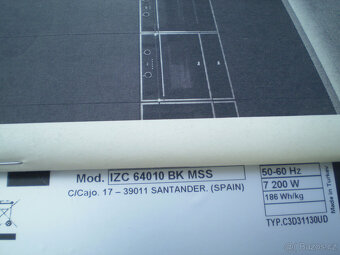 Mod. IZC 64010 BK MSS
C/Cajo. 17 – 39011 SANTANDER. (SPAIN)
50-60 Hz
7 200 W
186 Wh/kg
TYP.C3D31130UD
Made in Turkey